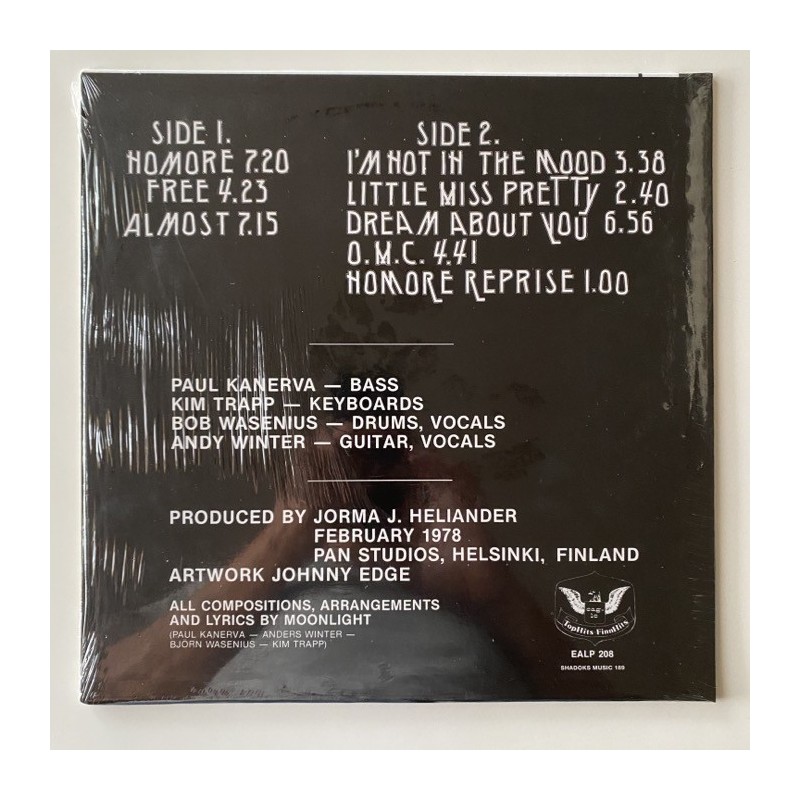 SIDE 1.
NOMORE 7.20
FREE 4.23
ALMOST 7.15
SIDE 2.
I'M NOT IN THE MOOD 3.38
LITTLE MISS PRETTY 2.40
DREAM ABOUT YOU 6.56
O.M.C. 4.41
NOMORE REPRISE 1.00
PAUL KANERVA — BASS
KIM TRAPP — KEYBOARDS
BOB WASENIUS — DRUMS, VOCALS
ANDY WINTER — GUITAR, VOCALS
PRODUCED BY JORMA J. HELIANDER
FEBRUARY 1978
PAN STUDIOS, HELSINKI, FINLAND
ARTWORK JOHNNY EDGE
ALL COMPOSITIONS, ARRANGEMENTS
AND LYRICS BY MOONLIGHT
(PAUL KANERVA — ANDERS WINTER —
BJÖRN WASENIUS — KIM TRAPP)
eag-
le
TopHits-FinnHits
EALP 208
SHADOKS MUSIC 189